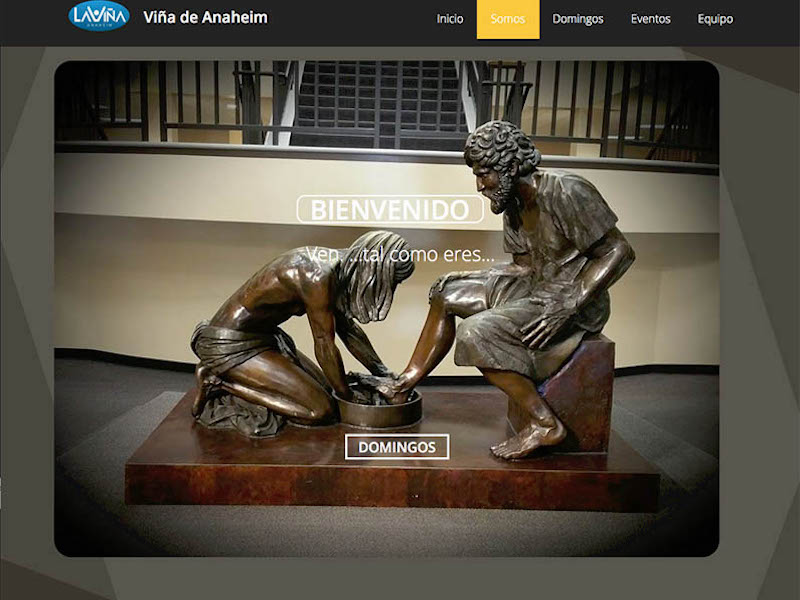 LAVIÑA
ANAHEIM
Viña de Anaheim
Inicio
Somos
Domingos
Eventos
Equipo
BIENVENIDO
Ven, ...tal como eres...
DOMINGOS